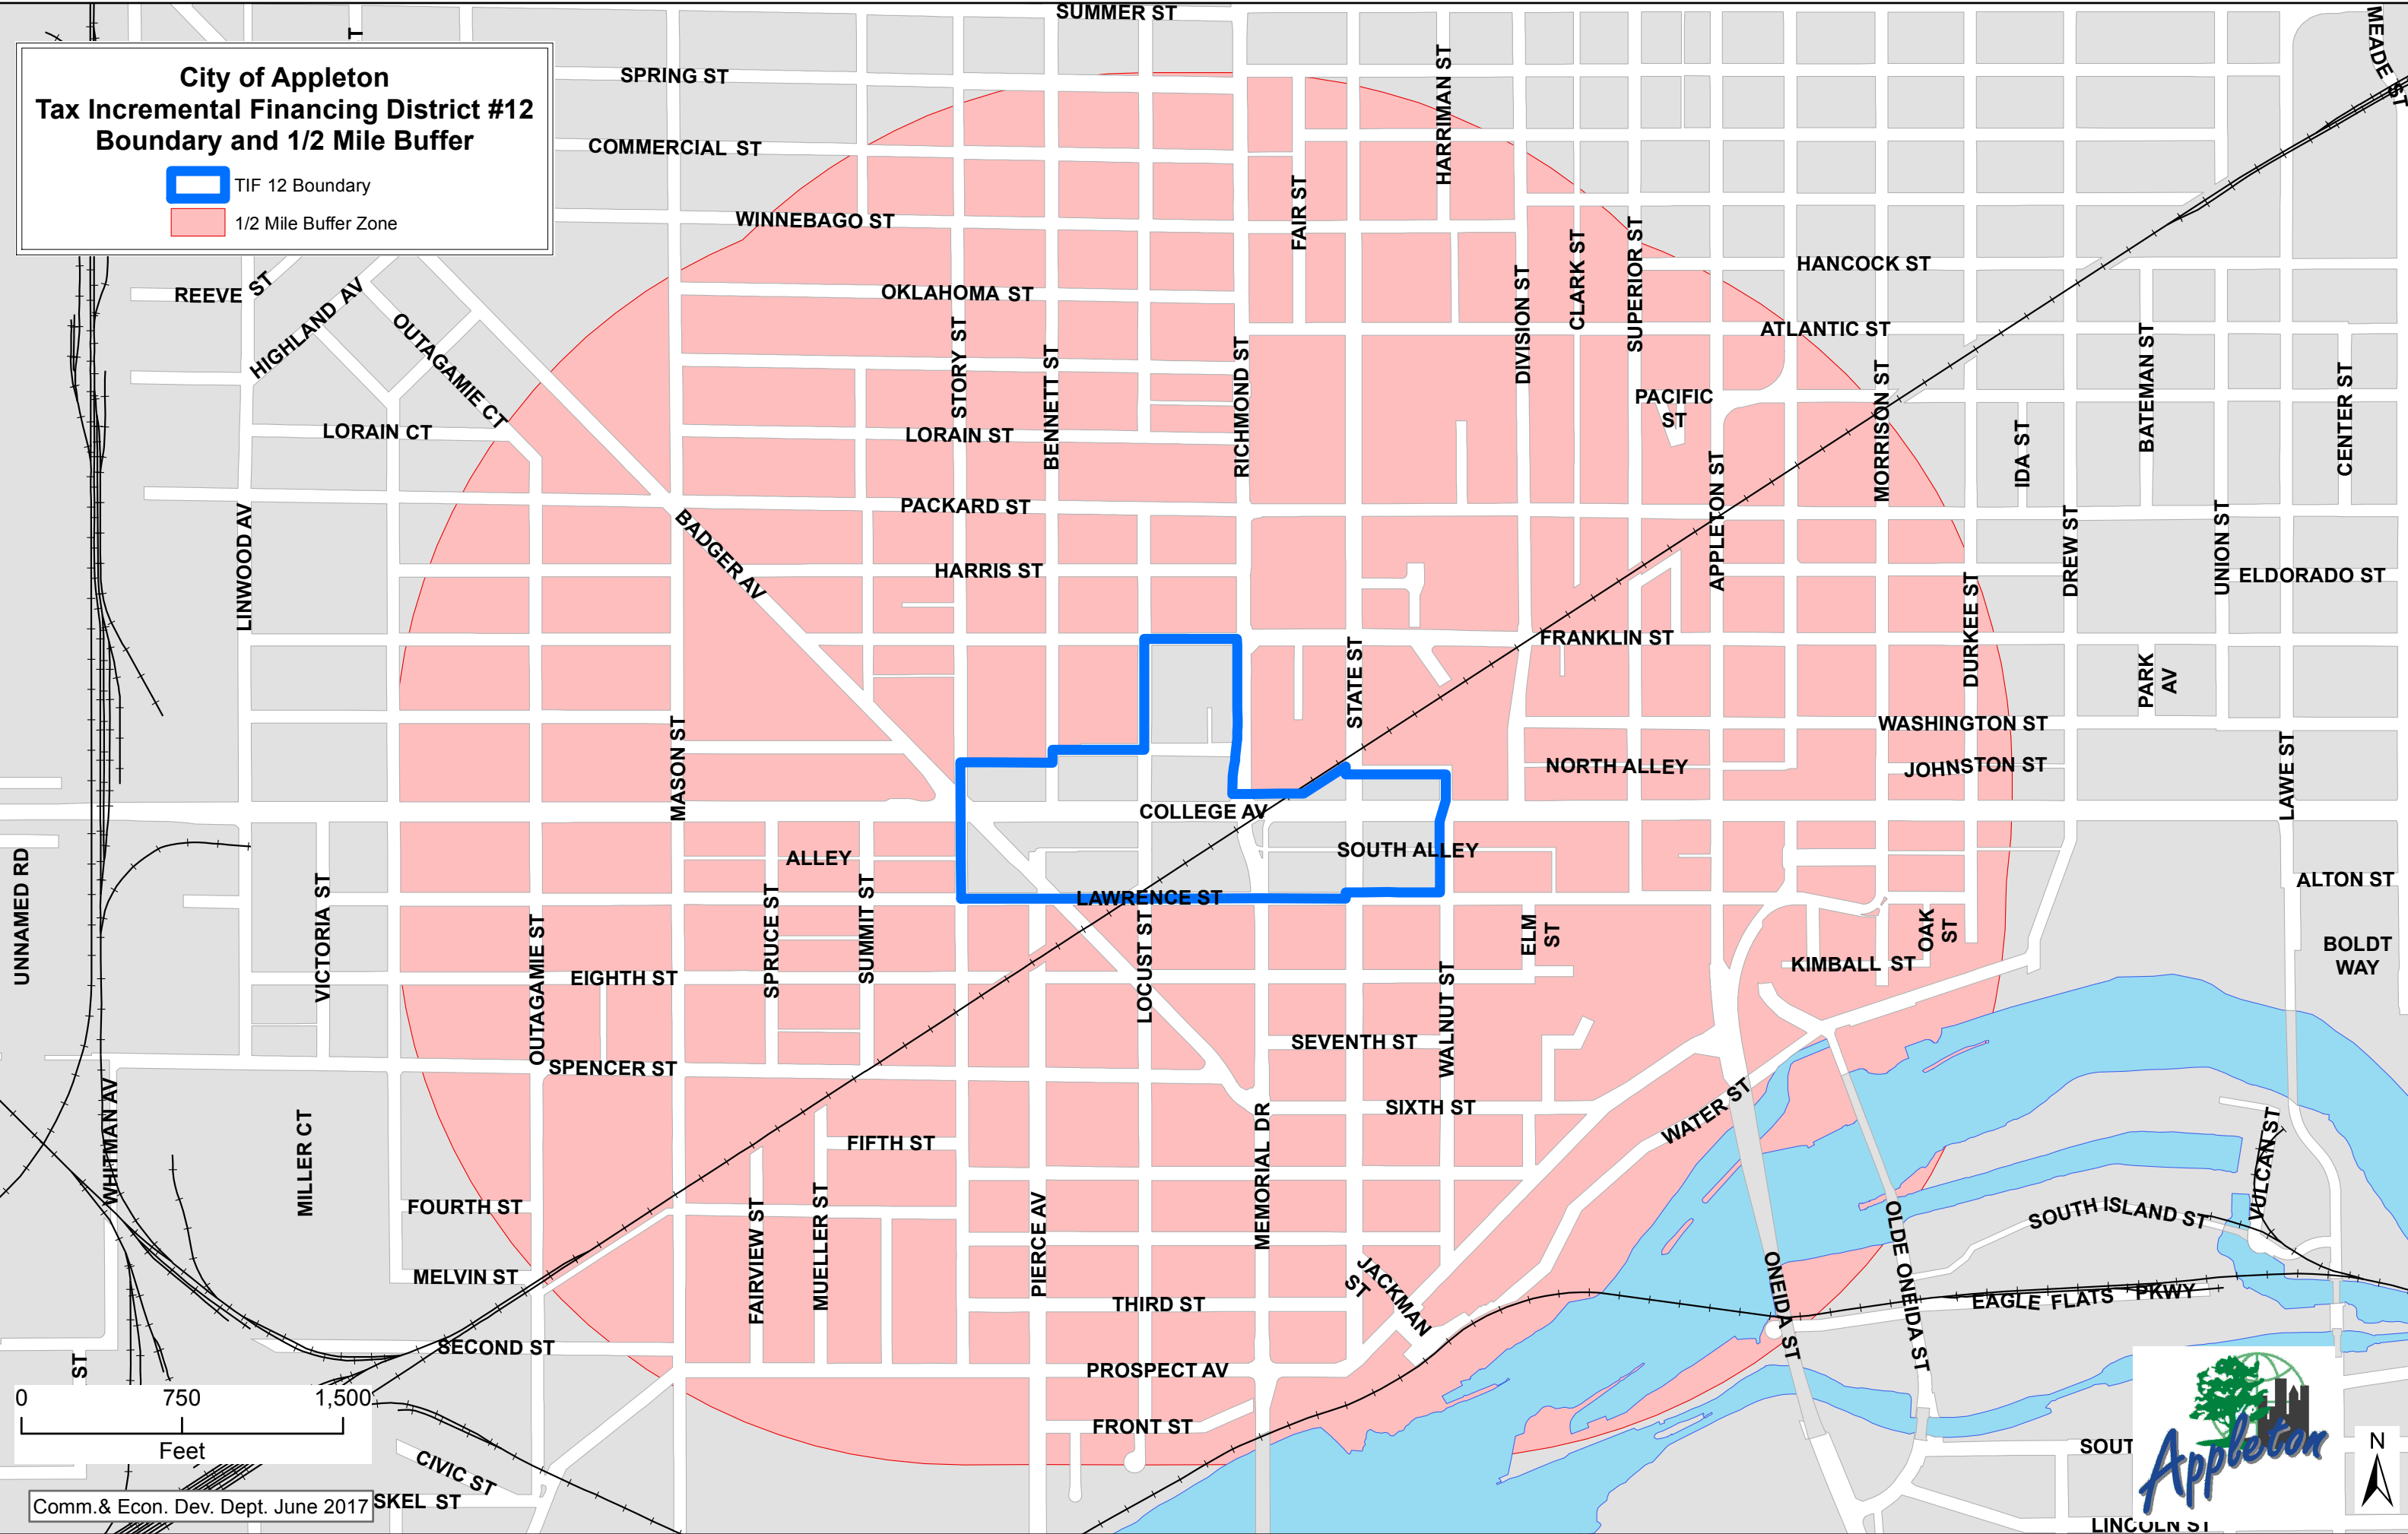 SUMMER ST
MEADE ST
T
City of Appleton
Tax Incremental Financing District #12
Boundary and 1/2 Mile Buffer
TIF 12 Boundary
1/2 Mile Buffer Zone
SPRING ST
HARRIMAN ST
COMMERCIAL ST
WINNEBAGO ST
FAIR ST
CLARK ST
SUPERIOR ST
HANCOCK ST
REEVE ST
HIGHLAND AV
OUTAGAMIE CT
OKLAHOMA ST
STORY ST
BENNETT ST
RICHMOND ST
DIVISION ST
ATLANTIC ST
PACIFIC
ST
MORRISON ST
BATEMAN ST
CENTER ST
LORAIN CT
LORAIN ST
IDA ST
PACKARD ST
LINWOOD AV
BADGER AV
APPLETON ST
DREW ST
UNION ST
HARRIS ST
ELDORADO ST
DURKEE ST
FRANKLIN ST
STATE ST
PARK
AV
MASON ST
WASHINGTON ST
NORTH ALLEY
JOHNSTON ST
LAWE ST
COLLEGE AV
SOUTH ALLEY
ALLEY
UNNAMED RD
VICTORIA ST
SPRUCE ST
SUMMIT ST
LAWRENCE ST
ALTON ST
OUTAGAMIE ST
LOCUST ST
ELM
ST
OAK
ST
BOLDT
WAY
EIGHTH ST
WALNUT ST
KIMBALL ST
SEVENTH ST
SPENCER ST
WHITMAN AV
MILLER CT
SIXTH ST
WATER ST
FIFTH ST
MEMORIAL DR
VULCAN ST
FOURTH ST
FAIRVIEW ST
MUELLER ST
PIERCE AV
SOUTH ISLAND ST
OLDE ONEIDA ST
ONEIDA ST
MELVIN ST
JACKMAN
ST
THIRD ST
EAGLE FLATS PKWY
SECOND ST
ST
PROSPECT AV
0 750 1,500
Feet
FRONT ST
CIVIC ST
SOUT
Appleton
N
Comm.& Econ. Dev. Dept. June 2017
SKEL ST
LINCOLN ST